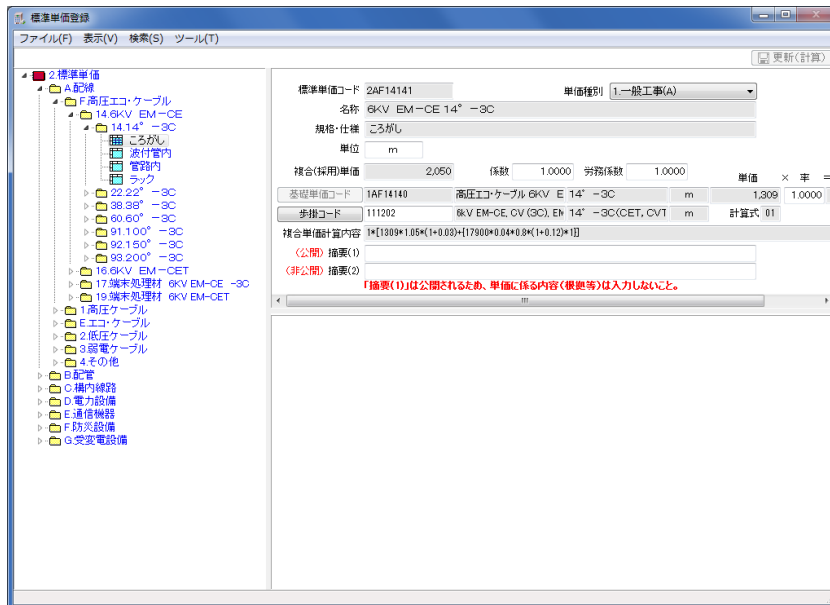 標準単価登録
ファイル(F) 表示(V) 検索(S) ツール(T)
更新(計算)
2.標準単価
A.配線
F.高圧エコ・ケーブル
14.6KV EM-CE
14.14° -3C
ころがし
波付管内
管路内
ラック
22.22° -3C
38.38° -3C
60.60° -3C
91.100° -3C
92.150° -3C
93.200° -3C
16.6KV EM-CET
17.端末処理材 6KV EM-CE -3C
19.端末処理材 6KV EM-CET
1.高圧ケーブル
E.エコ・ケーブル
2.低圧ケーブル
3.弱電ケーブル
4.その他
B.配管
C.構内線路
D.電力設備
E.通信機器
F.防災設備
G.受変電設備
標準単価コード 2AF14141 単価種別 1.一般工事(A)
名称 6KV EM-CE 14° -3C
規格・仕様 ころがし
単位 m
複合(採用)単価 2,050 係数 1.0000 労務係数 1.0000 単価 × 率 =
基礎単価コード 1AF14140 高圧エコ・ケーブル 6KV E 14° -3C m 1,309 1.0000
歩掛コード 111202 6kV EM-CE, CV (3C), EN 14° -3C(CET, CVT m 計算式 01
複合単価計算内容 1*[1309*1.05*(1+0.03)+{17900*0.04*0.8*(1+0.12)*1}]
(公開) 摘要(1)
(非公開) 摘要(2)
「摘要(1)」は公開されるため、単価に係る内容(根拠等)は入力しないこと。